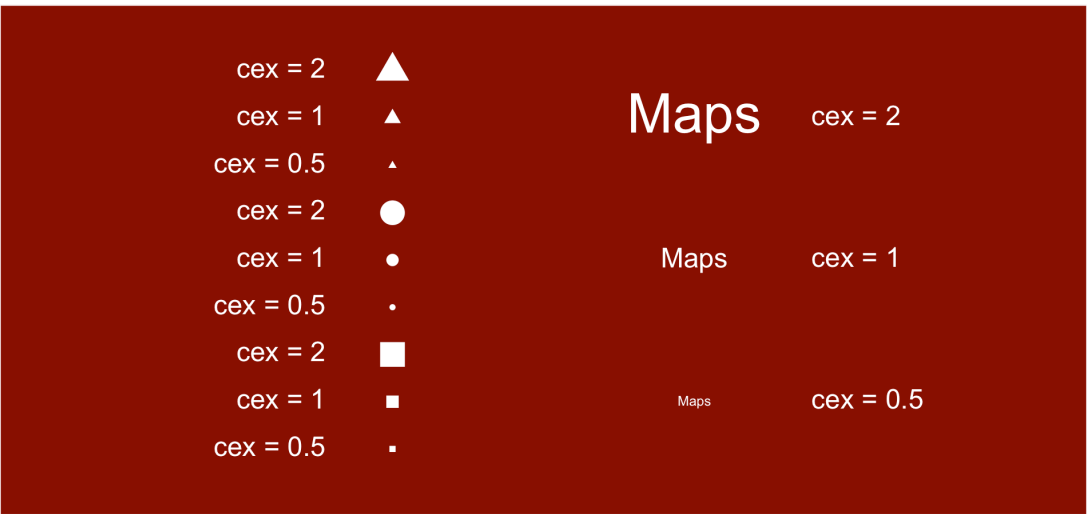 cex = 2
cex = 1
cex = 0.5
cex = 2
cex = 1
cex = 0.5
cex = 2
cex = 1
cex = 0.5
Maps cex = 2
Maps cex = 1
Maps cex = 0.5